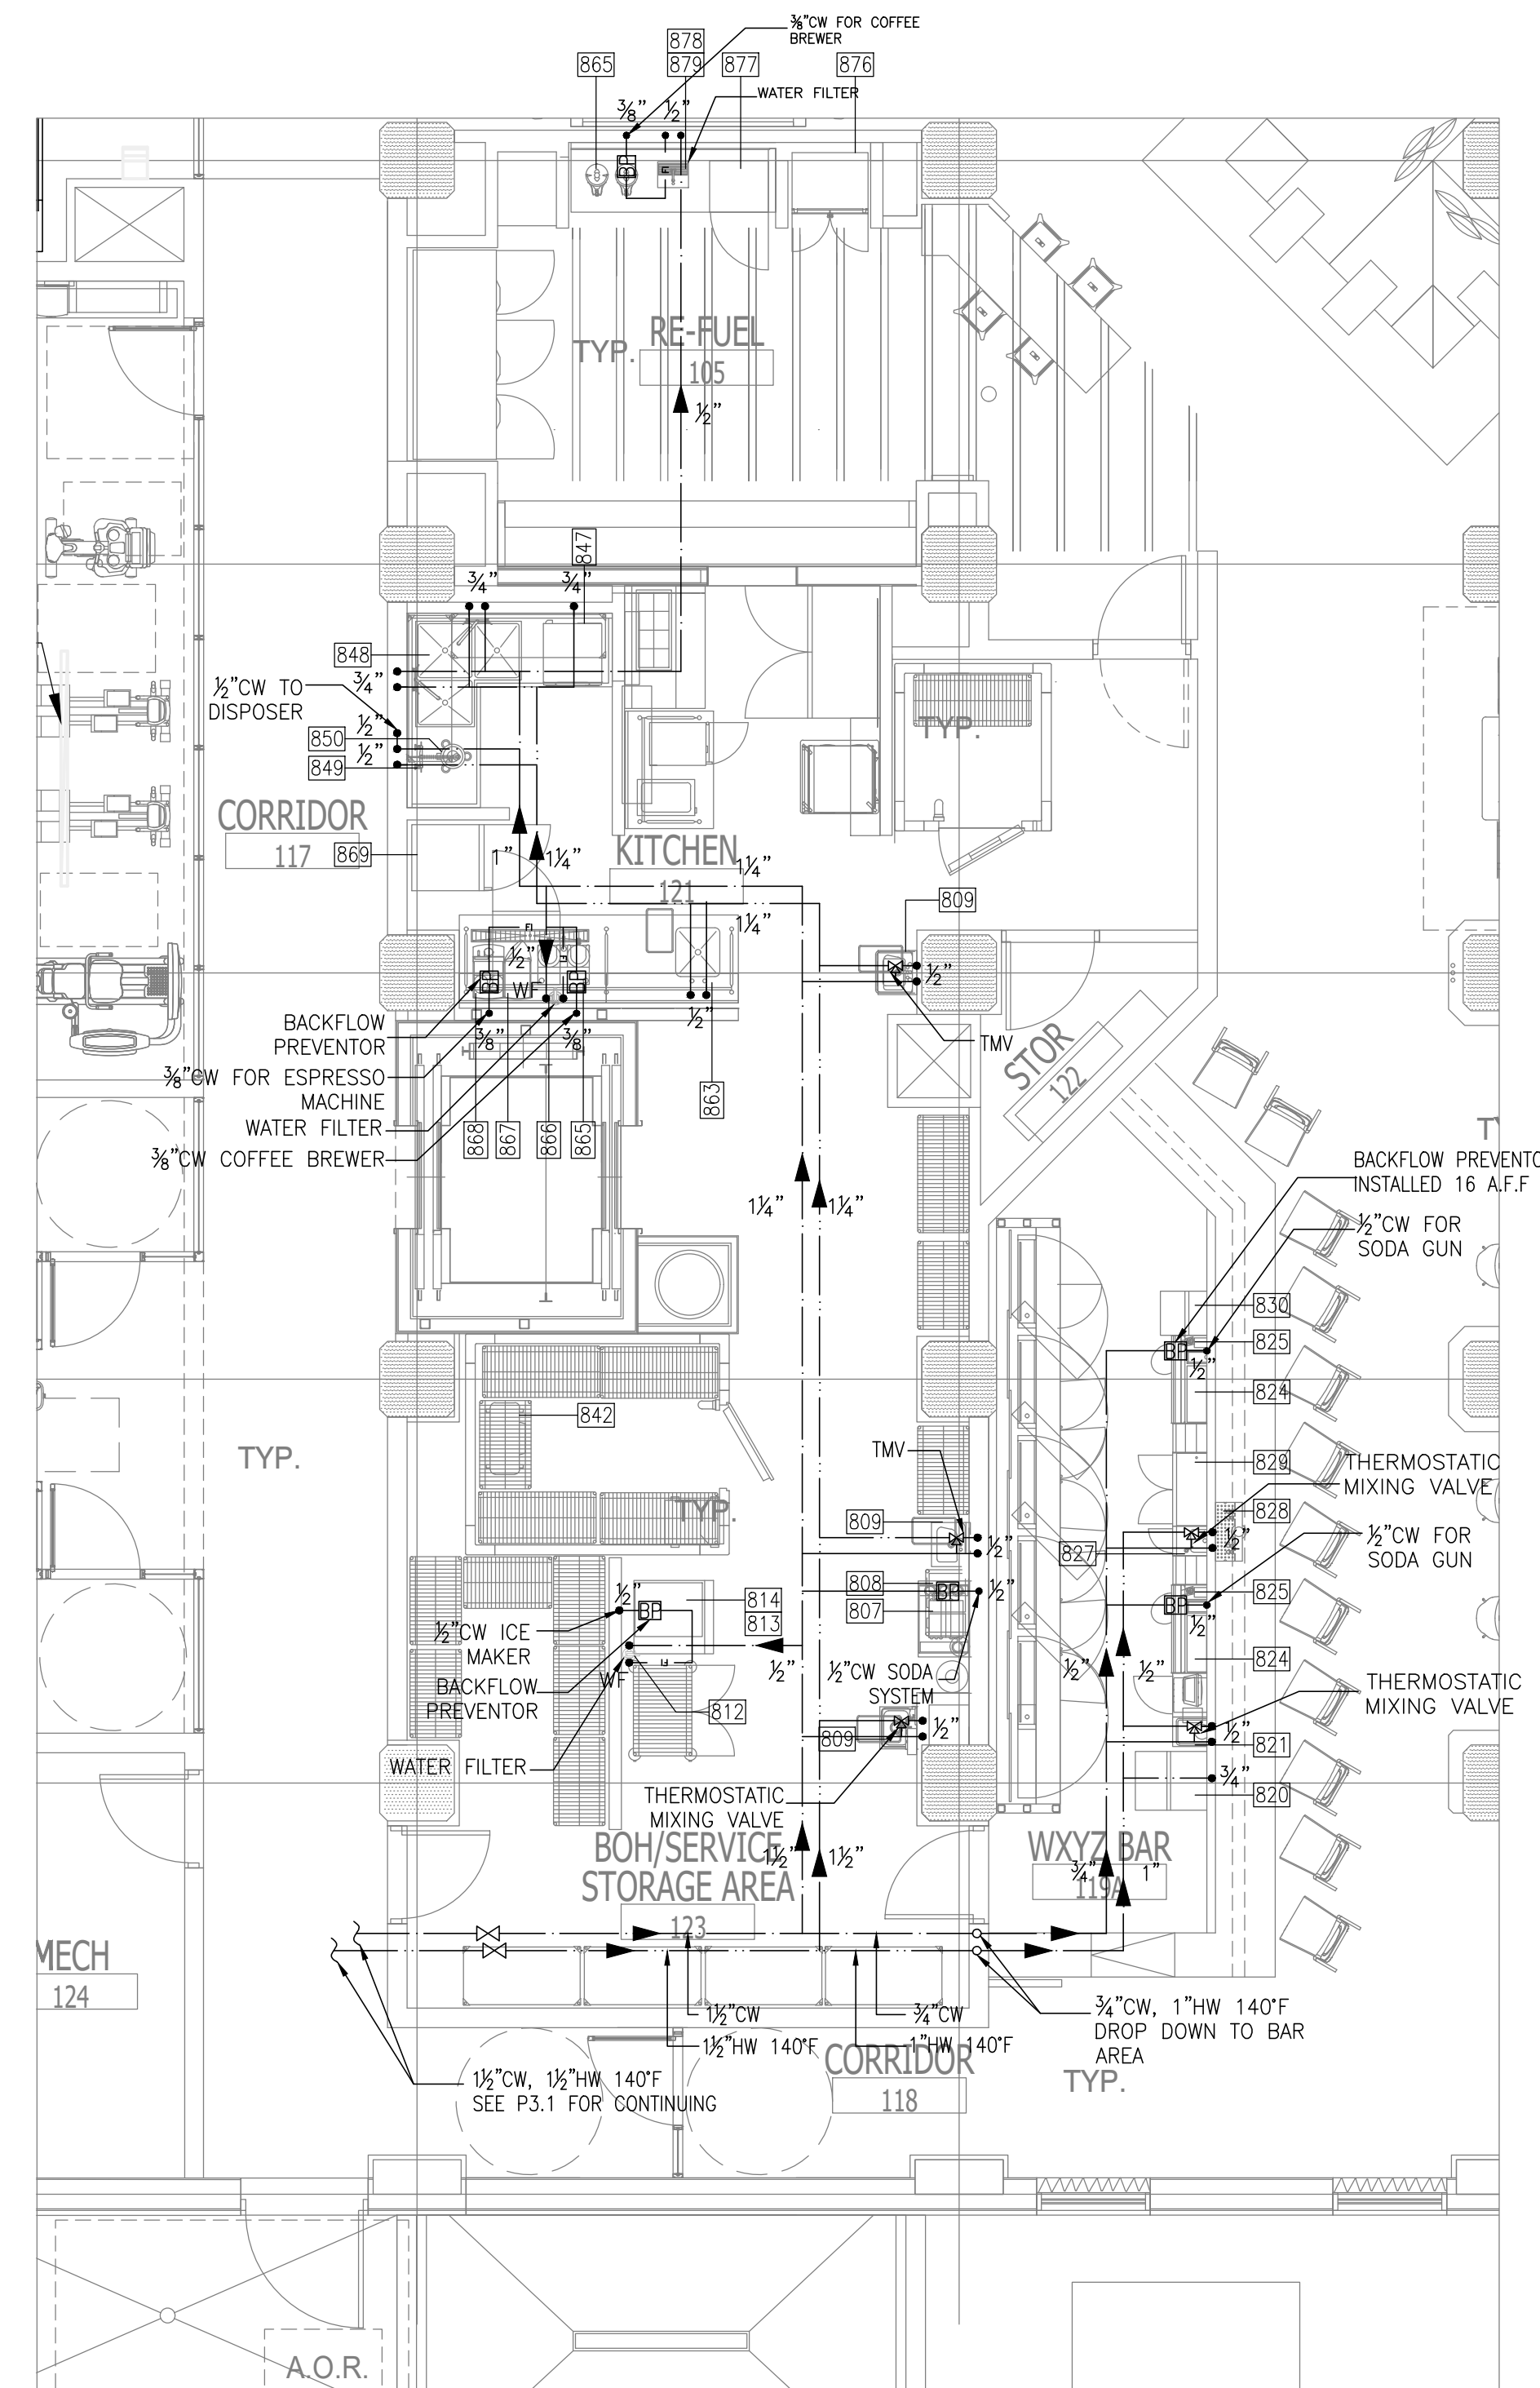 ⅜"CW FOR COFFEE
BREWER
878
865
879
877
876
WATER FILTER
⅜"
½"
BP
RE-FUEL
TYP.
105
½"
847
¾"
¾"
848
¾"
½"CW TO
DISPOSER
½"
850
½"
849
TYP.
CORRIDOR
117
869
1"
1¼"
KITCHEN
121
1¼"
1¼"
809
½"
½"
BP
WF
BP
½"
⅜"
⅜"
BACKFLOW
PREVENTOR
TMV
STOR
122
⅜"CW FOR ESPRESSO
MACHINE
WATER FILTER
⅜"CW COFFEE BREWER
868
867
866
865
863
1¼"
1¼"
BACKFLOW PREVENTO
INSTALLED 16 A.F.F
½"CW FOR
SODA GUN
830
825
BP
½"
824
842
TYP.
TMV
829
THERMOSTATIC
MIXING VALVE
TYP.
809
½"
828
½"
827
½"CW FOR
SODA GUN
808
BP
½"
807
825
BP
½"
½"
BP
814
813
½"CW ICE
MAKER
½"
½"CW SODA
SYSTEM
½"
½"
824
WF
BACKFLOW
PREVENTOR
812
THERMOSTATIC
MIXING VALVE
809
½"
½"
821
WATER FILTER
¾"
820
THERMOSTATIC
MIXING VALVE
BOH/SERVICE
STORAGE AREA
123
1½"
1½"
WXYZ BAR
119A
¾"
1"
MECH
124
1½"CW
¾"CW
1½"HW 140°F
1"HW 140°F
¾"CW, 1"HW 140°F
DROP DOWN TO BAR
AREA
CORRIDOR
118
TYP.
1½"CW, 1½"HW 140°F
SEE P3.1 FOR CONTINUING
A.O.R.